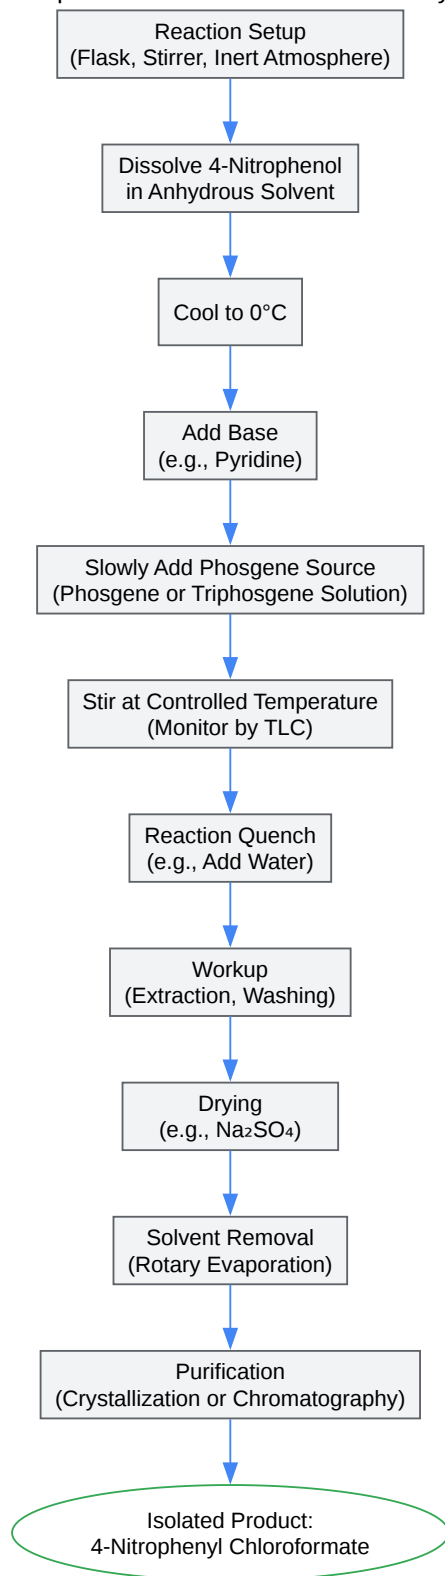 Reaction Setup
(Flask, Stirrer, Inert Atmosphere)
Dissolve 4-Nitrophenol
in Anhydrous Solvent
Cool to 0°C
Add Base
(e.g., Pyridine)
Slowly Add Phosgene Source
(Phosgene or Triphosgene Solution)
Stir at Controlled Temperature
(Monitor by TLC)
Reaction Quench
(e.g., Add Water)
Workup
(Extraction, Washing)
Drying
(e.g., Na₂SO₄)
Solvent Removal
(Rotary Evaporation)
Purification
(Crystallization or Chromatography)
Isolated Product:
4-Nitrophenyl Chloroformate